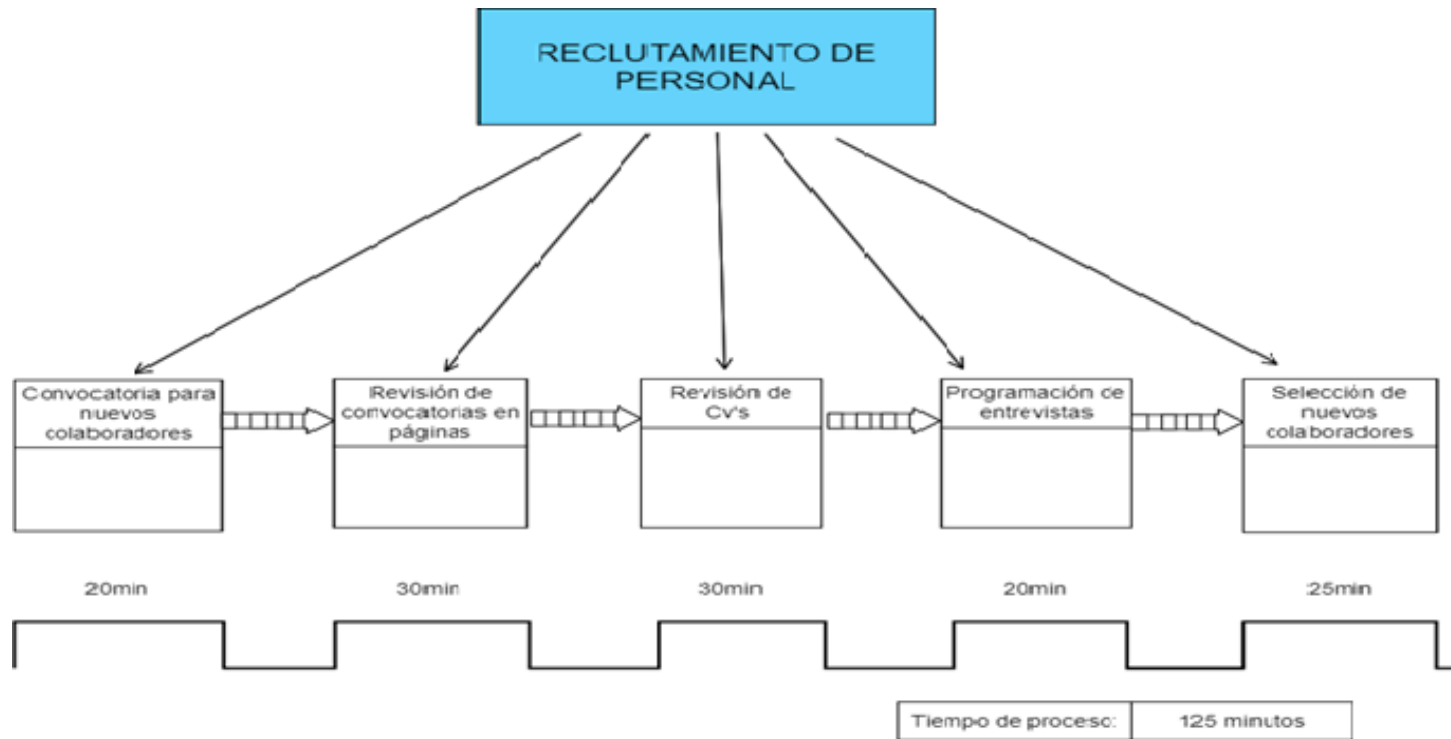 RECLUTAMIENTO DE
PERSONAL
Convocatoria para
nuevos
colaboradores
Revisión de
convocatorias en
páginas
Revisión de
Cv's
Programación de
entrevistas
Selección de
nuevos
colaboradores
20min
30min
30min
20min
25min
Tiempo de proceso:
125 minutos